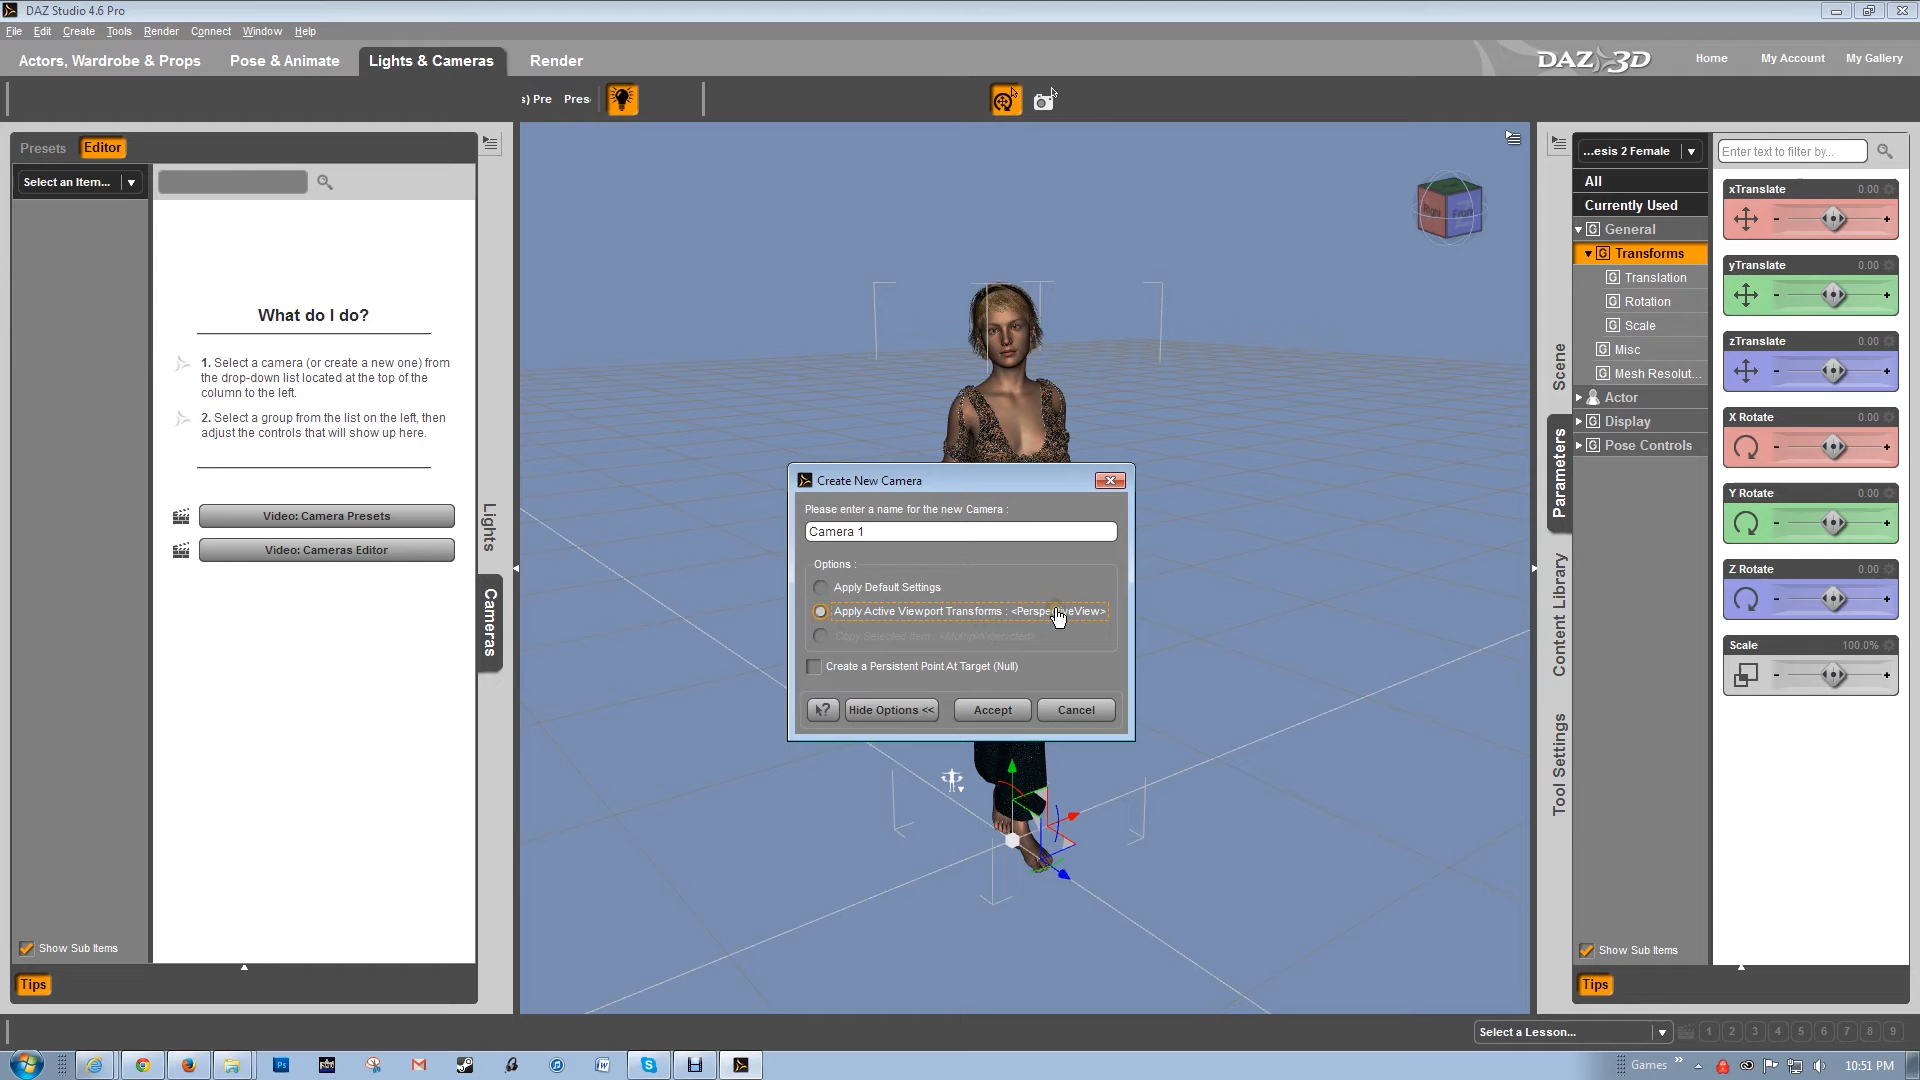 DAZ Studio 4.6 Pro
File Edit Create Tools Render Connect Window Help
Actors, Wardrobe & Props Pose & Animate Lights & Cameras Render
DAZ 3D
Home My Account My Gallery
s) Pre Pres
Presets Editor
Select an Item...
What do I do?
1. Select a camera (or create a new one) from
the drop-down list located at the top of the
column to the left.
2. Select a group from the list on the left, then
adjust the controls that will show up here.
Video: Camera Presets
Video: Cameras Editor
Show Sub Items
Tips
Lights
Cameras
Right Front
Create New Camera
Please enter a name for the new Camera :
Camera 1
Options :
Apply Default Settings
Apply Active Viewport Transforms : <PerspectiveView>
Copy Selected Item :
Create a Persistent Point At Target (Null)
? Hide Options << Accept Cancel
Scene
Parameters
Content Library
Tool Settings
...esis 2 Female
Enter text to filter by...
All
Currently Used
G General
G Transforms
G Translation
G Rotation
G Scale
G Misc
G Mesh Resolut...
Actor
G Display
G Pose Controls
Show Sub Items
Tips
xTranslate 0.00
- +
yTranslate 0.00
- +
zTranslate 0.00
- +
X Rotate 0.00
- +
Y Rotate 0.00
- +
Z Rotate 0.00
- +
Scale 100.0%
- +
Select a Lesson... 1 2 3 4 5 6 7 8 9
Ps W S
Games » 10:51 PM